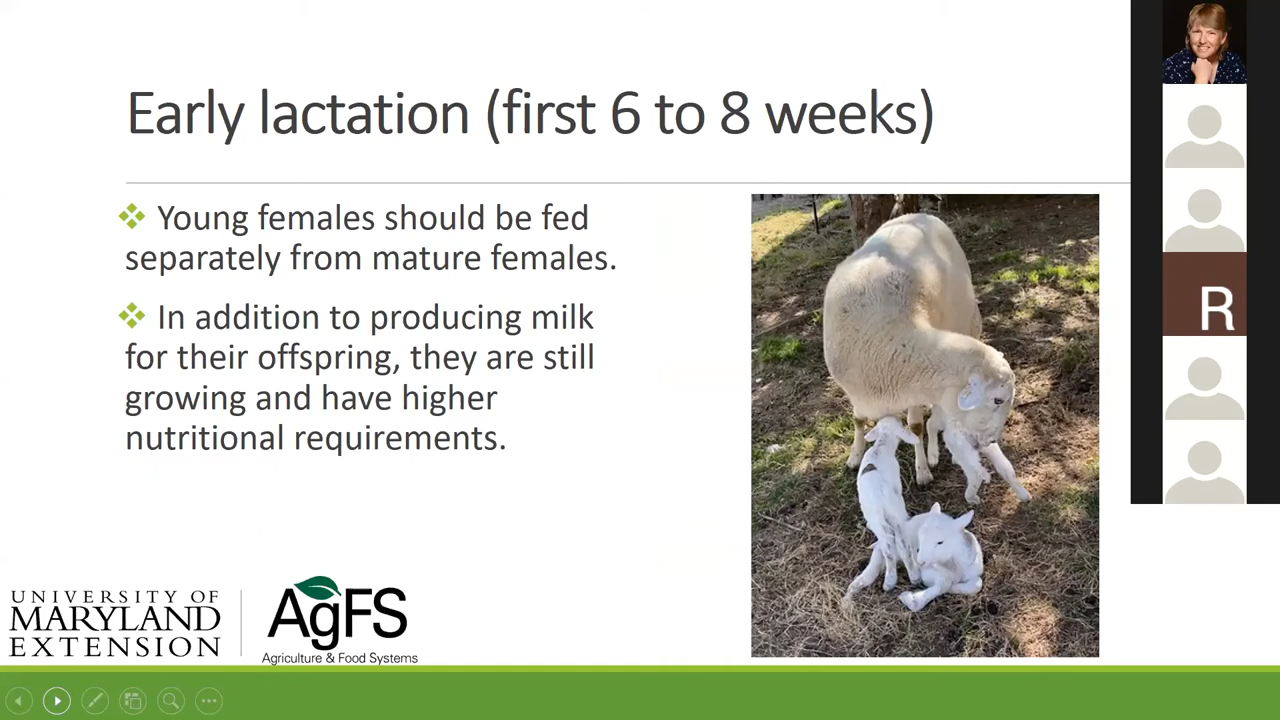 Early lactation (first 6 to 8 weeks)
Young females should be fed
separately from mature females.
In addition to producing milk
for their offspring, they are still
growing and have higher
nutritional requirements.
UNIVERSITY OF
MARYLAND
EXTENSION
AgFS
Agriculture & Food Systems
R